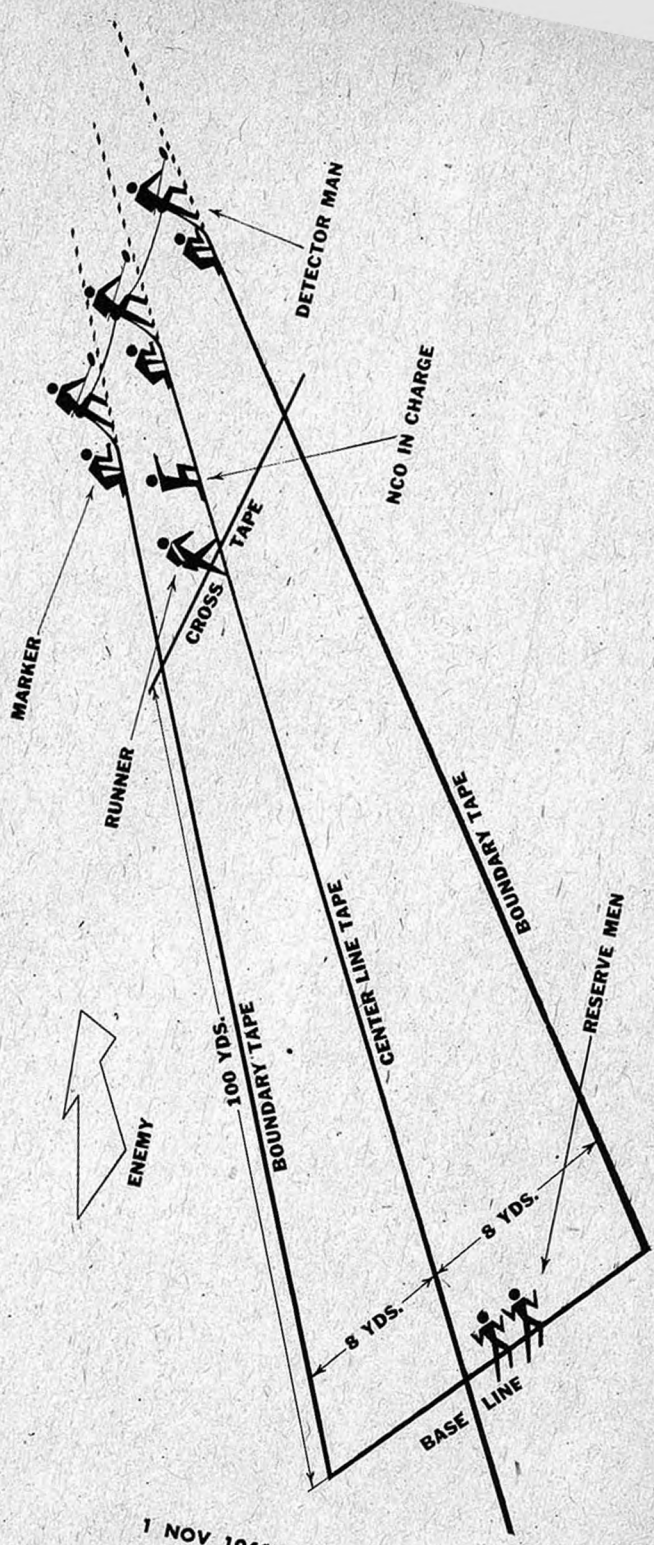 DETECTOR MAN
NCO IN CHARGE
MARKER
CROSS TAPE
RUNNER
BOUNDARY TAPE
CENTER LINE TAPE
RESERVE MEN
100 YDS.
BOUNDARY TAPE
ENEMY
8 YDS.
8 YDS.
BASE LINE
1 NOV